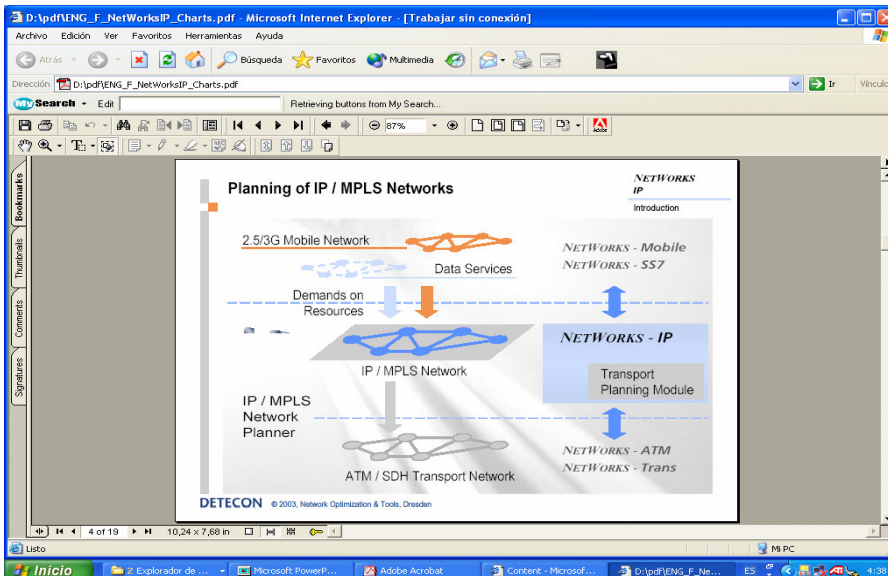 D:\pdf\ENG_F_NetWorksIP_Charts.pdf - Microsoft Internet Explorer - [Trabajar sin conexión]
Archivo Edición Ver Favoritos Herramientas Ayuda
Atrás Búsqueda Favoritos Multimedia
Dirección D:\pdf\ENG_F_NetWorksIP_Charts.pdf Ir Vínculo
My Search Edit Retrieving buttons from My Search...
87% Adobe
Bookmarks
Thumbnails
Comments
Signatures
Planning of IP / MPLS Networks
NETWORKS
IP
Introduction
2.5/3G Mobile Network
Data Services
NETWORKS - Mobile
NETWORKS - SS7
Demands on
Resources
IP / MPLS Network
NETWORKS - IP
Transport
Planning Module
IP / MPLS
Network
Planner
ATM / SDH Transport Network
NETWORKS - ATM
NETWORKS - Trans
DETECON © 2003, Network Optimization & Tools, Dresden
4 of 19 10,24 x 7,68 in
Listo Mi PC
Inicio 2 Explorador de ... Microsoft PowerP... Adobe Acrobat Content - Microsof... D:\pdf\ENG_F_Ne... ES 4:38